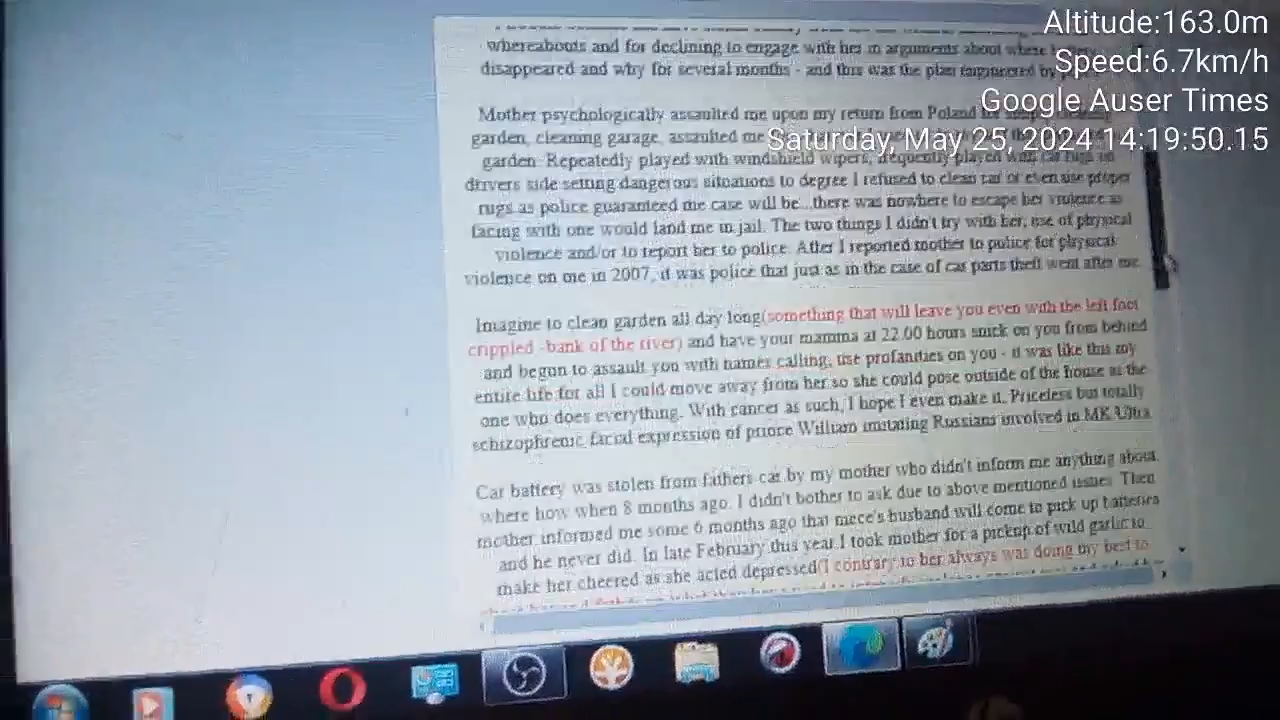 Altitude:163.0m
Speed:6.7km/h
Google Auser Times
Saturday, May 25, 2024 14:19:50.15
whereabouts and for declining to engage with her in arguments about where
disappeared and why for several months - and this was the plan engineered by
Mother psychologically assaulted me upon my return from Poland for
garden, cleaning garage, assaulted me
garden. Repeatedly played with windshield wipers, frequently played with car rugs on
drivers side setting dangerous situations to degree I refused to clean car or even use proper
rugs as police guaranteed me case will be...there was nowhere to escape her violence as
facing with one would land me in jail. The two things I didn't try with her, use of physical
violence and/or to report her to police. After I reported mother to police for physical
violence on me in 2007, it was police that just as in the case of car parts theft went after me.
Imagine to clean garden all day long(something that will leave you even with the left foot
crippled -bank of the river) and have your mamma at 22.00 hours snick on you from behind
and begun to assault you with names calling, use profanities on you - it was like this my
entire life for all I could move away from her so she could pose outside of the house as the
one who does everything. With cancer as such, I hope I even make it. Priceless but totally
schizophrenic facial expression of prince William imitating Russians involved in MK Ultra
Car battery was stolen from fathers car by my mother who didn't inform me anything about
where how when 8 months ago. I didn't bother to ask due to above mentioned issues. Then
mother informed me some 6 months ago that niece's husband will come to pick up batteries
and he never did. In late February this year I took mother for a pickup of wild garlic to
make her cheered as she acted depressed(I contrary to her always was doing my best to